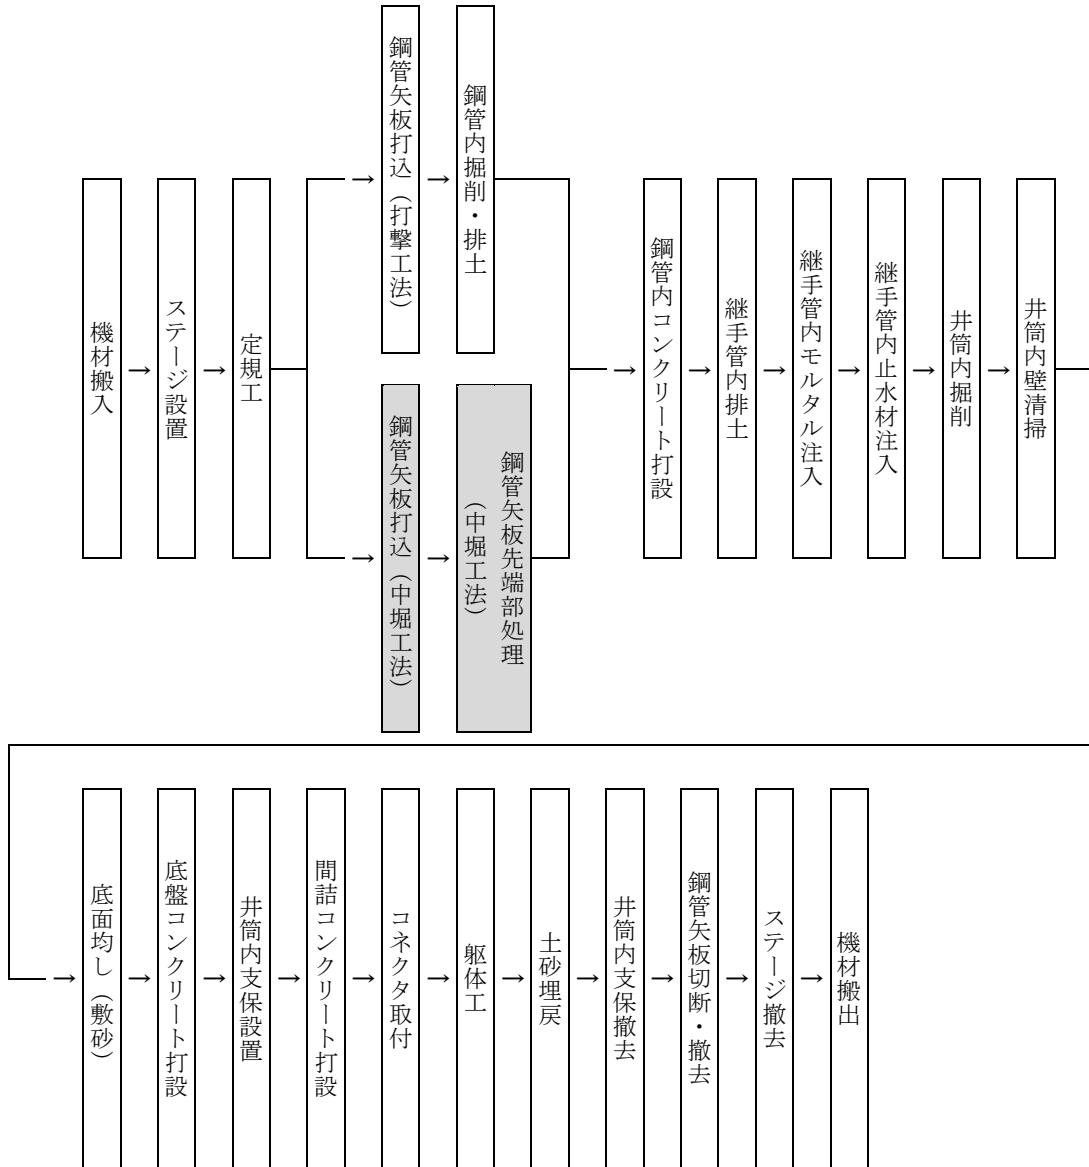 機材搬入
→
ステージ設置
→
定規工
→
鋼管矢板打込（打撃工法）
→
鋼管内掘削・排土
→
鋼管矢板打込（中堀工法）
→
鋼管矢板先端部処理
（中堀工法）
→
鋼管内コンクリート打設
→
継手管内排土
→
継手管内モルタル注入
→
継手管内止水材注入
→
井筒内掘削
→
井筒内壁清掃
→
底面均し（敷砂）
→
底盤コンクリート打設
→
井筒内支保設置
→
間詰コンクリート打設
→
コネクタ取付
→
躯体工
→
土砂埋戻
→
井筒内支保撤去
→
鋼管矢板切断・撤去
→
ステージ撤去
→
機材搬出